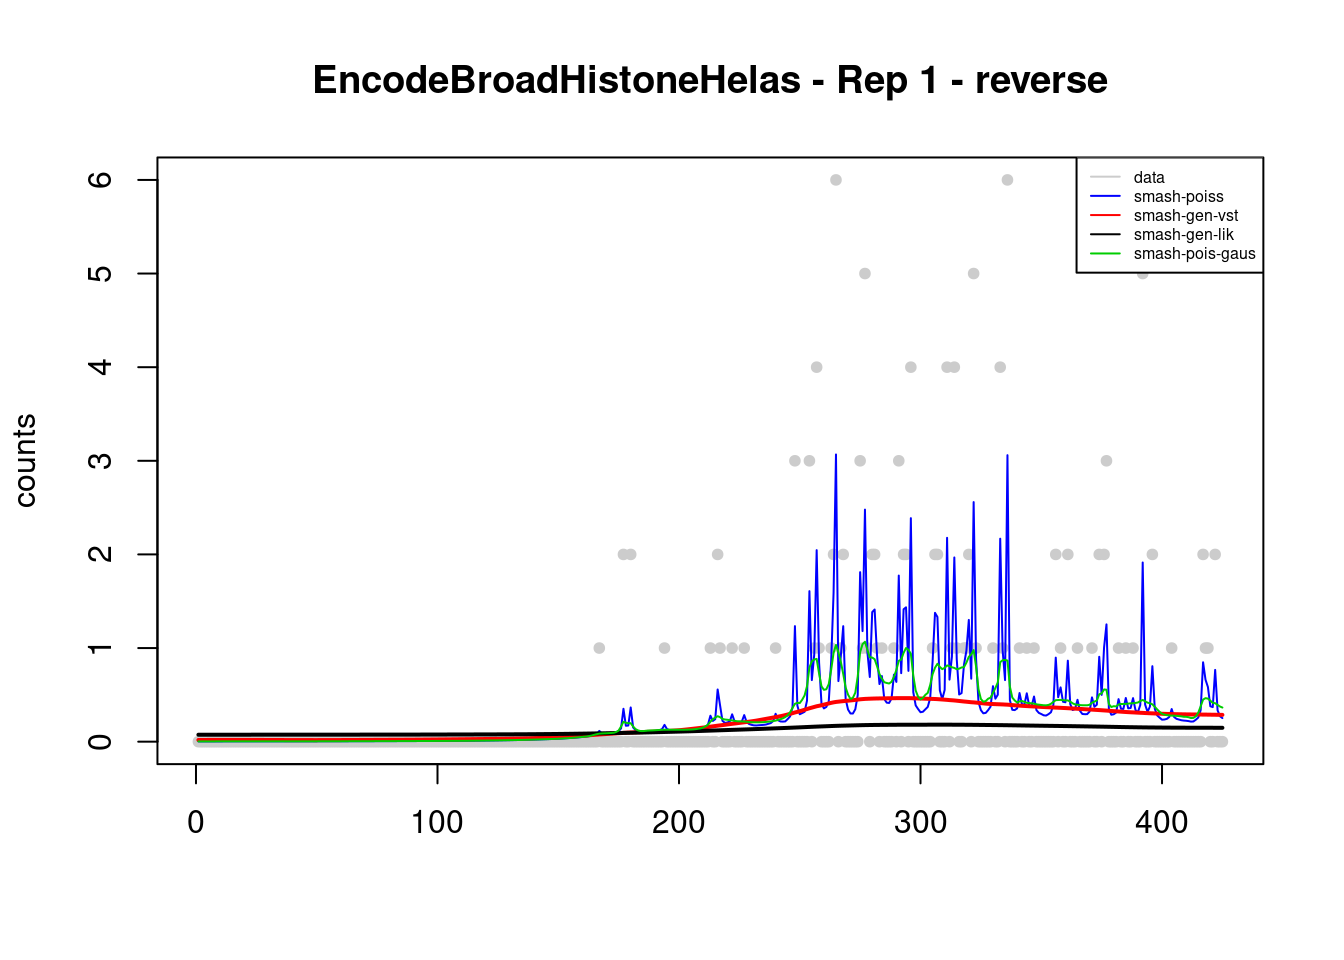 EncodeBroadHistoneHelas - Rep 1 - reverse
counts
6
5
4
3
2
1
0
data
smash-poiss
smash-gen-vst
smash-gen-lik
smash-pois-gaus
0 100 200 300 400